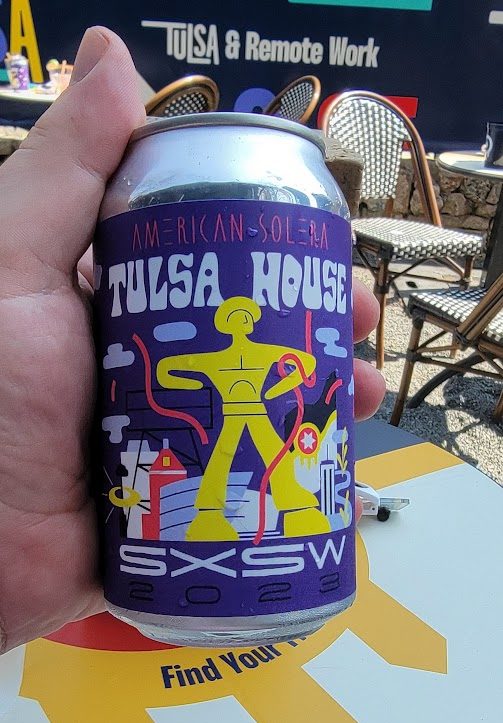 TULSA & Remote Work
AMERICAN SOLERA
TULSA HOUSE
SXSW
2023
Find Your